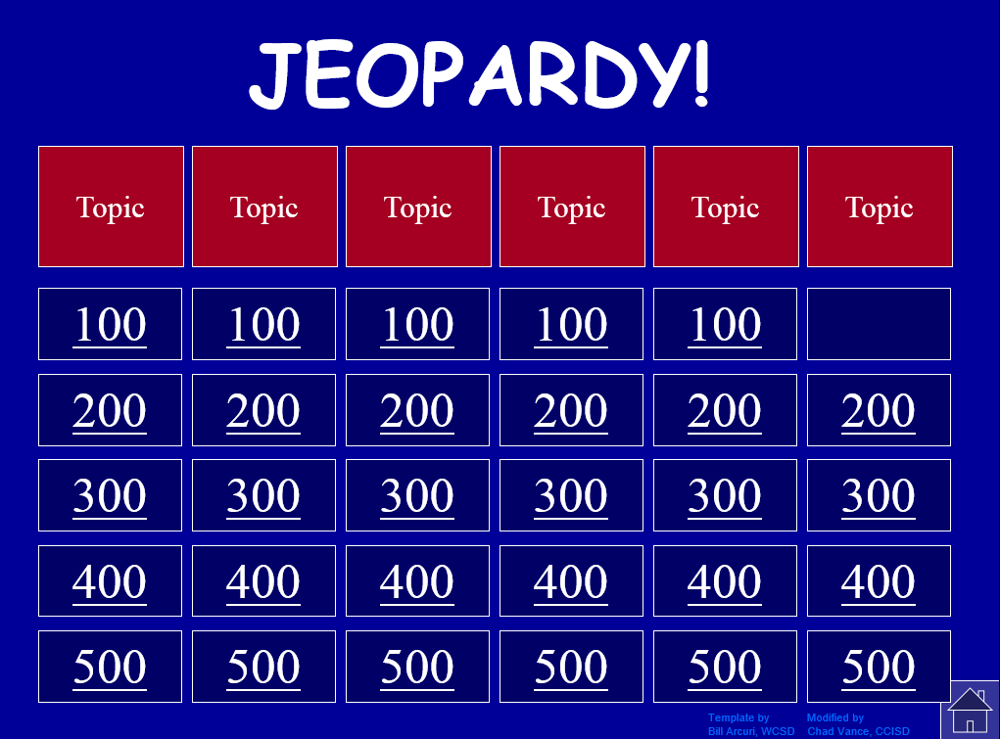 JEOPARDY!
Topic Topic Topic Topic Topic Topic
100 100 100 100 100
200 200 200 200 200 200
300 300 300 300 300 300
400 400 400 400 400 400
500 500 500 500 500 500
Template by Modified by
Bill Arcuri, WCSD Chad Vance, CCISD